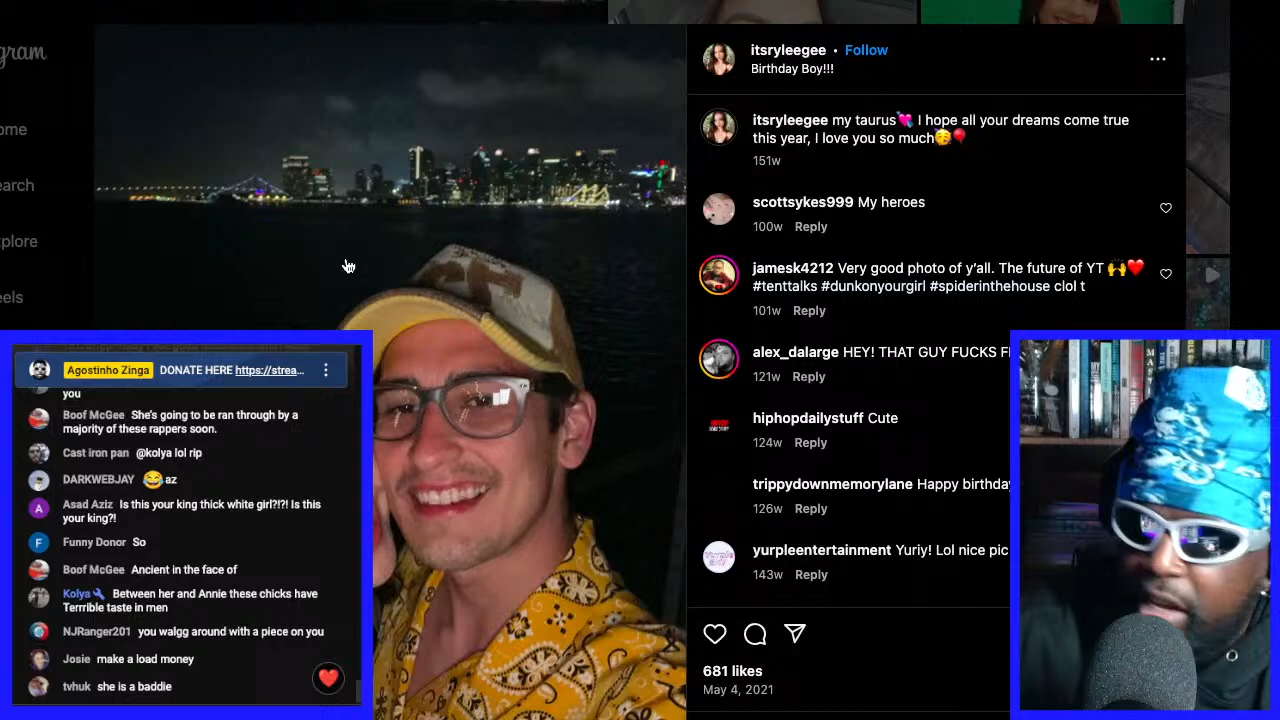 gram
ome
earch
xplore
eels
itsryleegee • Follow
Birthday Boy!!!
itsryleegee my taurus💘 I hope all your dreams come true
this year, I love you so much🥳🎈
151w
scottsykes999 My heroes
100w Reply
jamesk4212 Very good photo of y'all. The future of YT 🙌❤️
#tenttalks #dunkonyourgirl #spiderinthehouse clol t
101w Reply
alex_dalarge HEY! THAT GUY FUCKS
121w Reply
hiphopdailystuff Cute
124w Reply
trippydownmemorylane Happy birthday
126w Reply
yurpleentertainment Yuriy! Lol nice pic
143w Reply
681 likes
May 4, 2021
Agostinho Zinga DONATE HERE https://strea...
you
Boof McGee She's going to be ran through by a
majority of these rappers soon.
Cast iron pan @kolya lol rip
DARKWEBJAY 😂az
A Asad Aziz Is this your king thick white girl?!?! Is this
your king?!
F Funny Donor So
Boof McGee Ancient in the face of
Kolya🔧 Between her and Annie these chicks have
Terrrible taste in men
NJRanger201 you walgg around with a piece on you
Josie make a load money
tvhuk she is a baddie